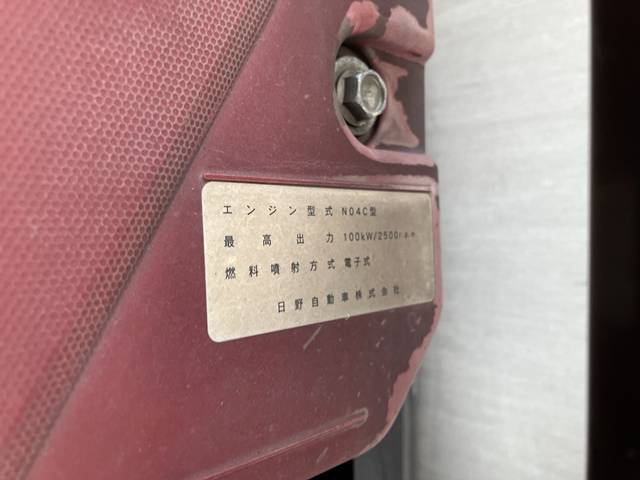 エンジン型式 N04C型
最高出力 100kW/2500r.p.m
燃料噴射方式 電子式
日野自動車株式会社